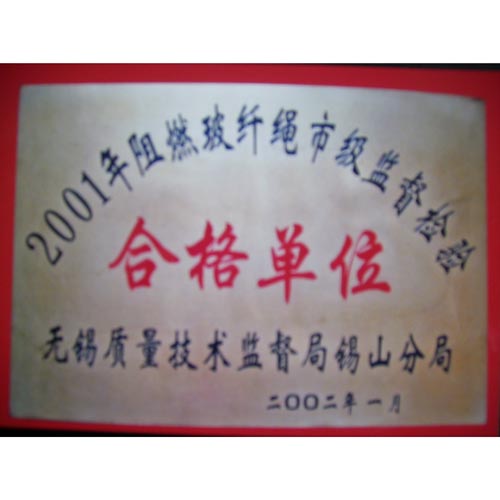 2001年阻燃玻纤绳市级监督检验
合格单位
无锡质量技术监督局锡山分局
二OO二年一月